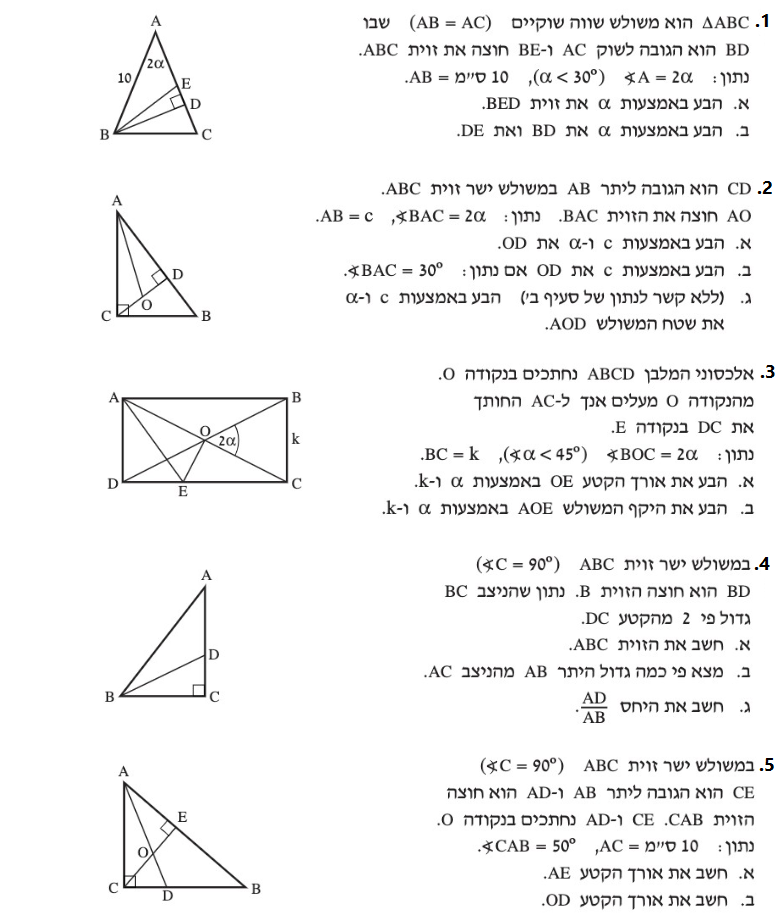 1. ΔABC הוא משולש שווה שוקיים (AB = AC) שבו
BD הוא הגובה לשוק AC ו-BE חוצה את זוית ABC.
נתון: ∢A = 2α (α < 30°), 10 ס״מ = AB.
א. הבע באמצעות α את זוית BED.
ב. הבע באמצעות α את BD ואת DE.
A
2α
10
E
D
B
C
2. CD הוא הגובה ליתר AB במשולש ישר זוית ABC.
AO חוצה את הזוית BAC. נתון: ∢BAC = 2α, AB = c.
א. הבע באמצעות c ו-α את OD.
ב. הבע באמצעות c את OD אם נתון: ∢BAC = 30°.
ג. (ללא קשר לנתון של סעיף ב׳) הבע באמצעות c ו-α
את שטח המשולש AOD.
A
D
O
C
B
3. אלכסוני המלבן ABCD נחתכים בנקודה O.
מהנקודה O מעלים אנך ל-AC החותך
את DC בנקודה E.
נתון: ∢BOC = 2α (∢α < 45°), BC = k.
א. הבע את אורך הקטע OE באמצעות α ו-k.
ב. הבע את היקף המשולש AOE באמצעות α ו-k.
A
B
O
2α
k
D
E
C
4. במשולש ישר זוית ABC (∢C = 90°)
BD הוא חוצה הזוית B. נתון שהניצב BC
גדול פי 2 מהקטע DC.
א. חשב את הזוית ABC.
ב. מצא פי כמה גדול היתר AB מהניצב AC.
ג. חשב את היחס AD/AB.
A
D
B
C
5. במשולש ישר זוית ABC (∢C = 90°)
CE הוא הגובה ליתר AB ו-AD הוא חוצה
הזוית CAB. CE ו-AD נחתכים בנקודה O.
נתון: 10 ס״מ = AC, ∢CAB = 50°.
א. חשב את אורך הקטע AE.
ב. חשב את אורך הקטע OD.
A
E
O
C
D
B